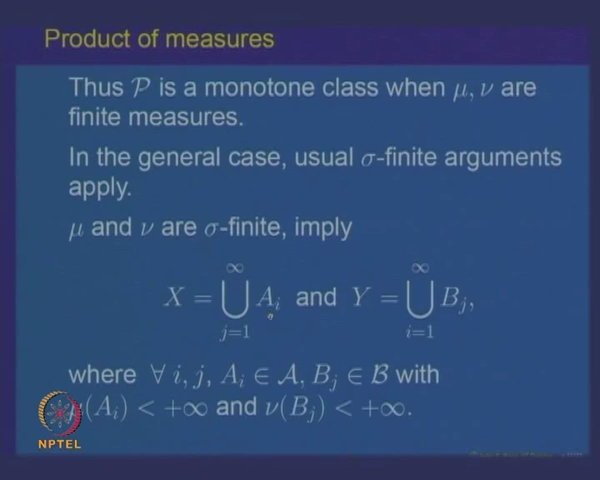 Product of measures
Thus 𝒫 is a monotone class when μ, ν are
finite measures.
In the general case, usual σ-finite arguments
apply.
μ and ν are σ-finite, imply
X = ⋃_{j=1}^{∞} A_i and Y = ⋃_{i=1}^{∞} B_j,
where ∀ i, j, A_i ∈ 𝒜, B_j ∈ ℬ with
(A_i) < +∞ and ν(B_j) < +∞.
NPTEL